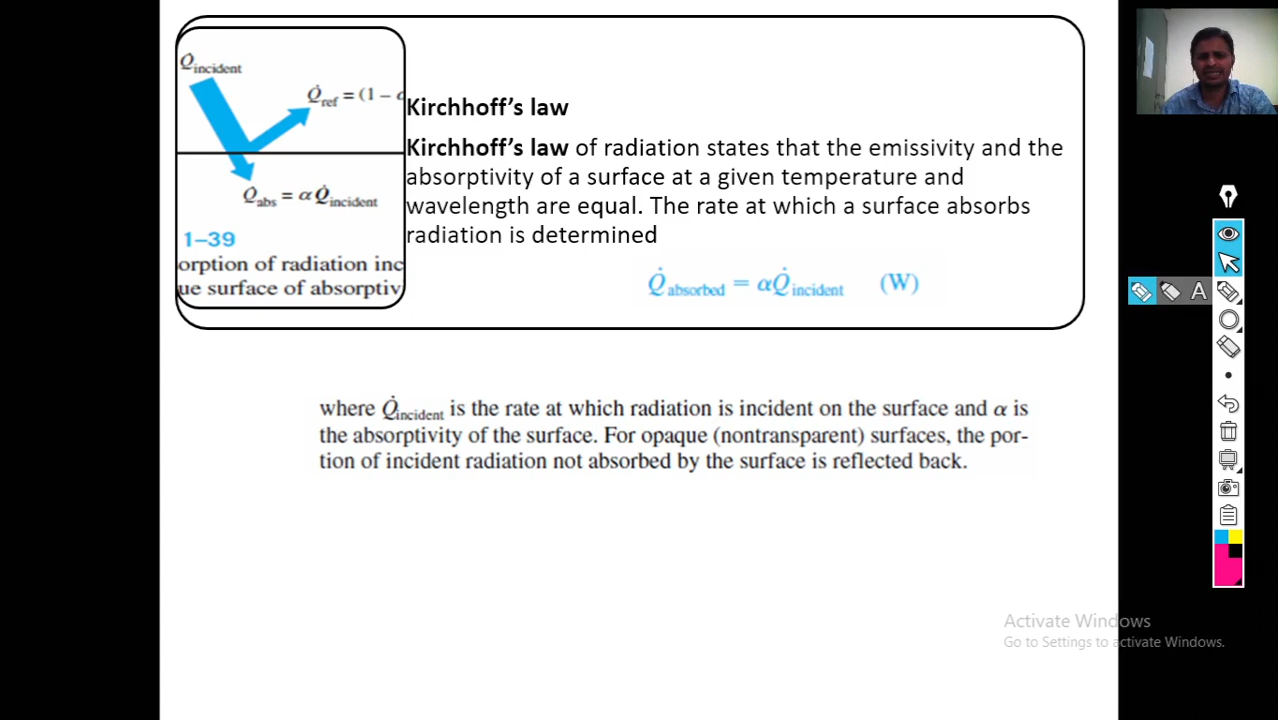 Q̇incident
Q̇ref = (1 –
Q̇abs = α Q̇incident
1–39
orption of radiation inc
ue surface of absorptiv
Kirchhoff’s law
Kirchhoff’s law of radiation states that the emissivity and the
absorptivity of a surface at a given temperature and
wavelength are equal. The rate at which a surface absorbs
radiation is determined
Q̇absorbed = αQ̇incident (W)
where Q̇incident is the rate at which radiation is incident on the surface and α is
the absorptivity of the surface. For opaque (nontransparent) surfaces, the por-
tion of incident radiation not absorbed by the surface is reflected back.
A
Activate Windows
Go to Settings to activate Windows.